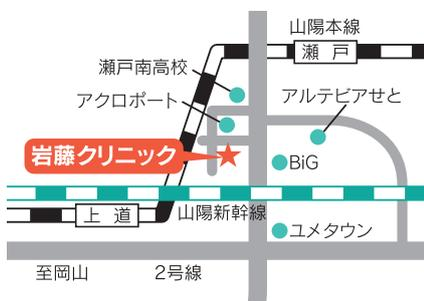 山陽本線
瀬戸
瀬戸南高校
アクロポート
アルテビアせと
岩藤クリニック
BiG
上道
山陽新幹線
ユメタウン
至岡山
2号線